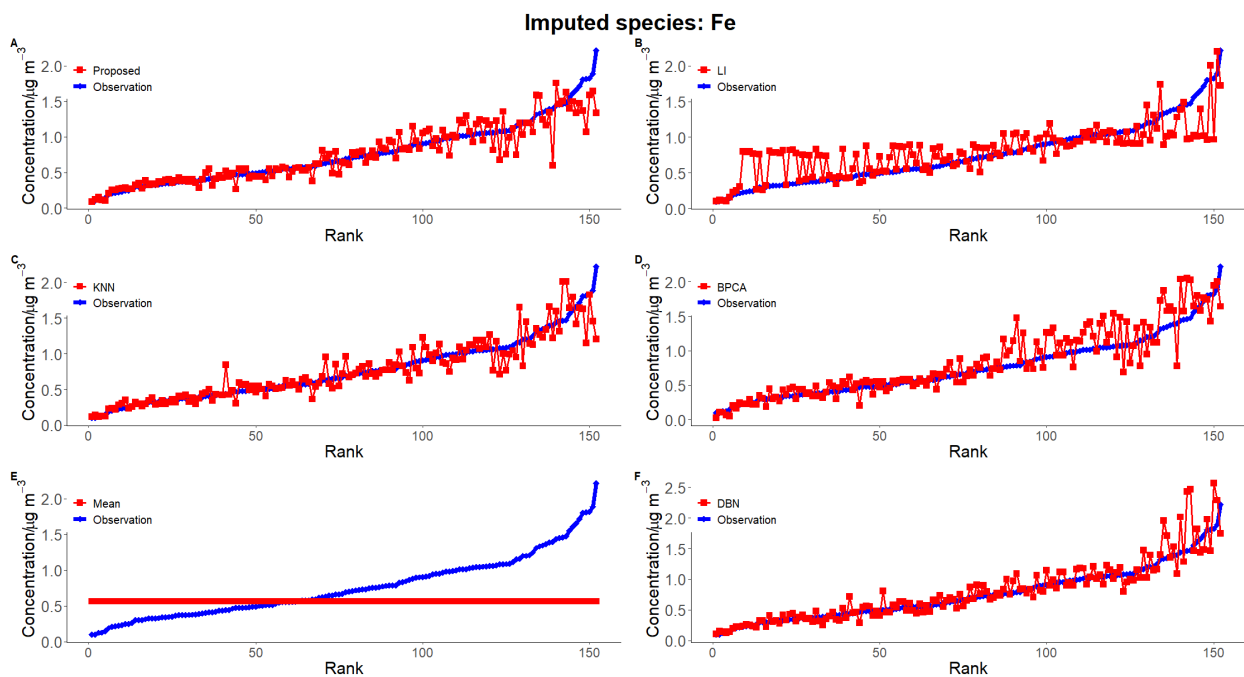 Imputed species: Fe
A
Concentration/µg m⁻³
Proposed
Observation
2.0
1.5
1.0
0.5
0.0
0
50
100
150
Rank
B
Concentration/µg m⁻³
LI
Observation
2.0
1.5
1.0
0.5
0.0
0
50
100
150
Rank
C
Concentration/µg m⁻³
KNN
Observation
2.0
1.5
1.0
0.5
0.0
0
50
100
150
Rank
D
Concentration/µg m⁻³
BPCA
Observation
2.0
1.5
1.0
0.5
0.0
0
50
100
150
Rank
E
Concentration/µg m⁻³
Mean
Observation
2.0
1.5
1.0
0.5
0.0
0
50
100
150
Rank
F
Concentration/µg m⁻³
DBN
Observation
2.5
2.0
1.5
1.0
0.5
0.0
0
50
100
150
Rank